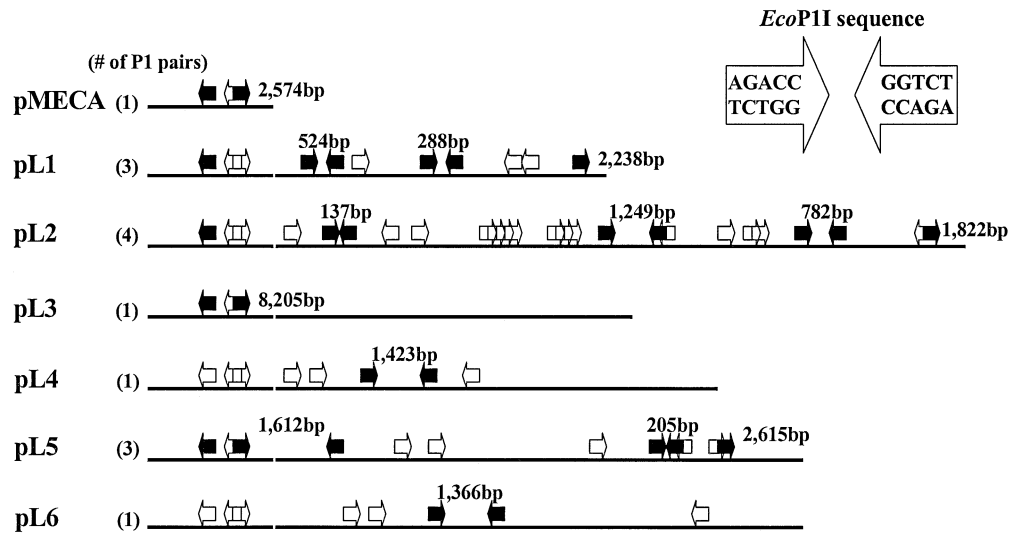 EcoP1I sequence
AGACC
TCTGG
GGTCT
CCAGA
(# of P1 pairs)
pMECA (1) 2,574bp
pL1 (3) 524bp 288bp 2,238bp
pL2 (4) 137bp 1,249bp 782bp 1,822bp
pL3 (1) 8,205bp
pL4 (1) 1,423bp
pL5 (3) 1,612bp 205bp 2,615bp
pL6 (1) 1,366bp